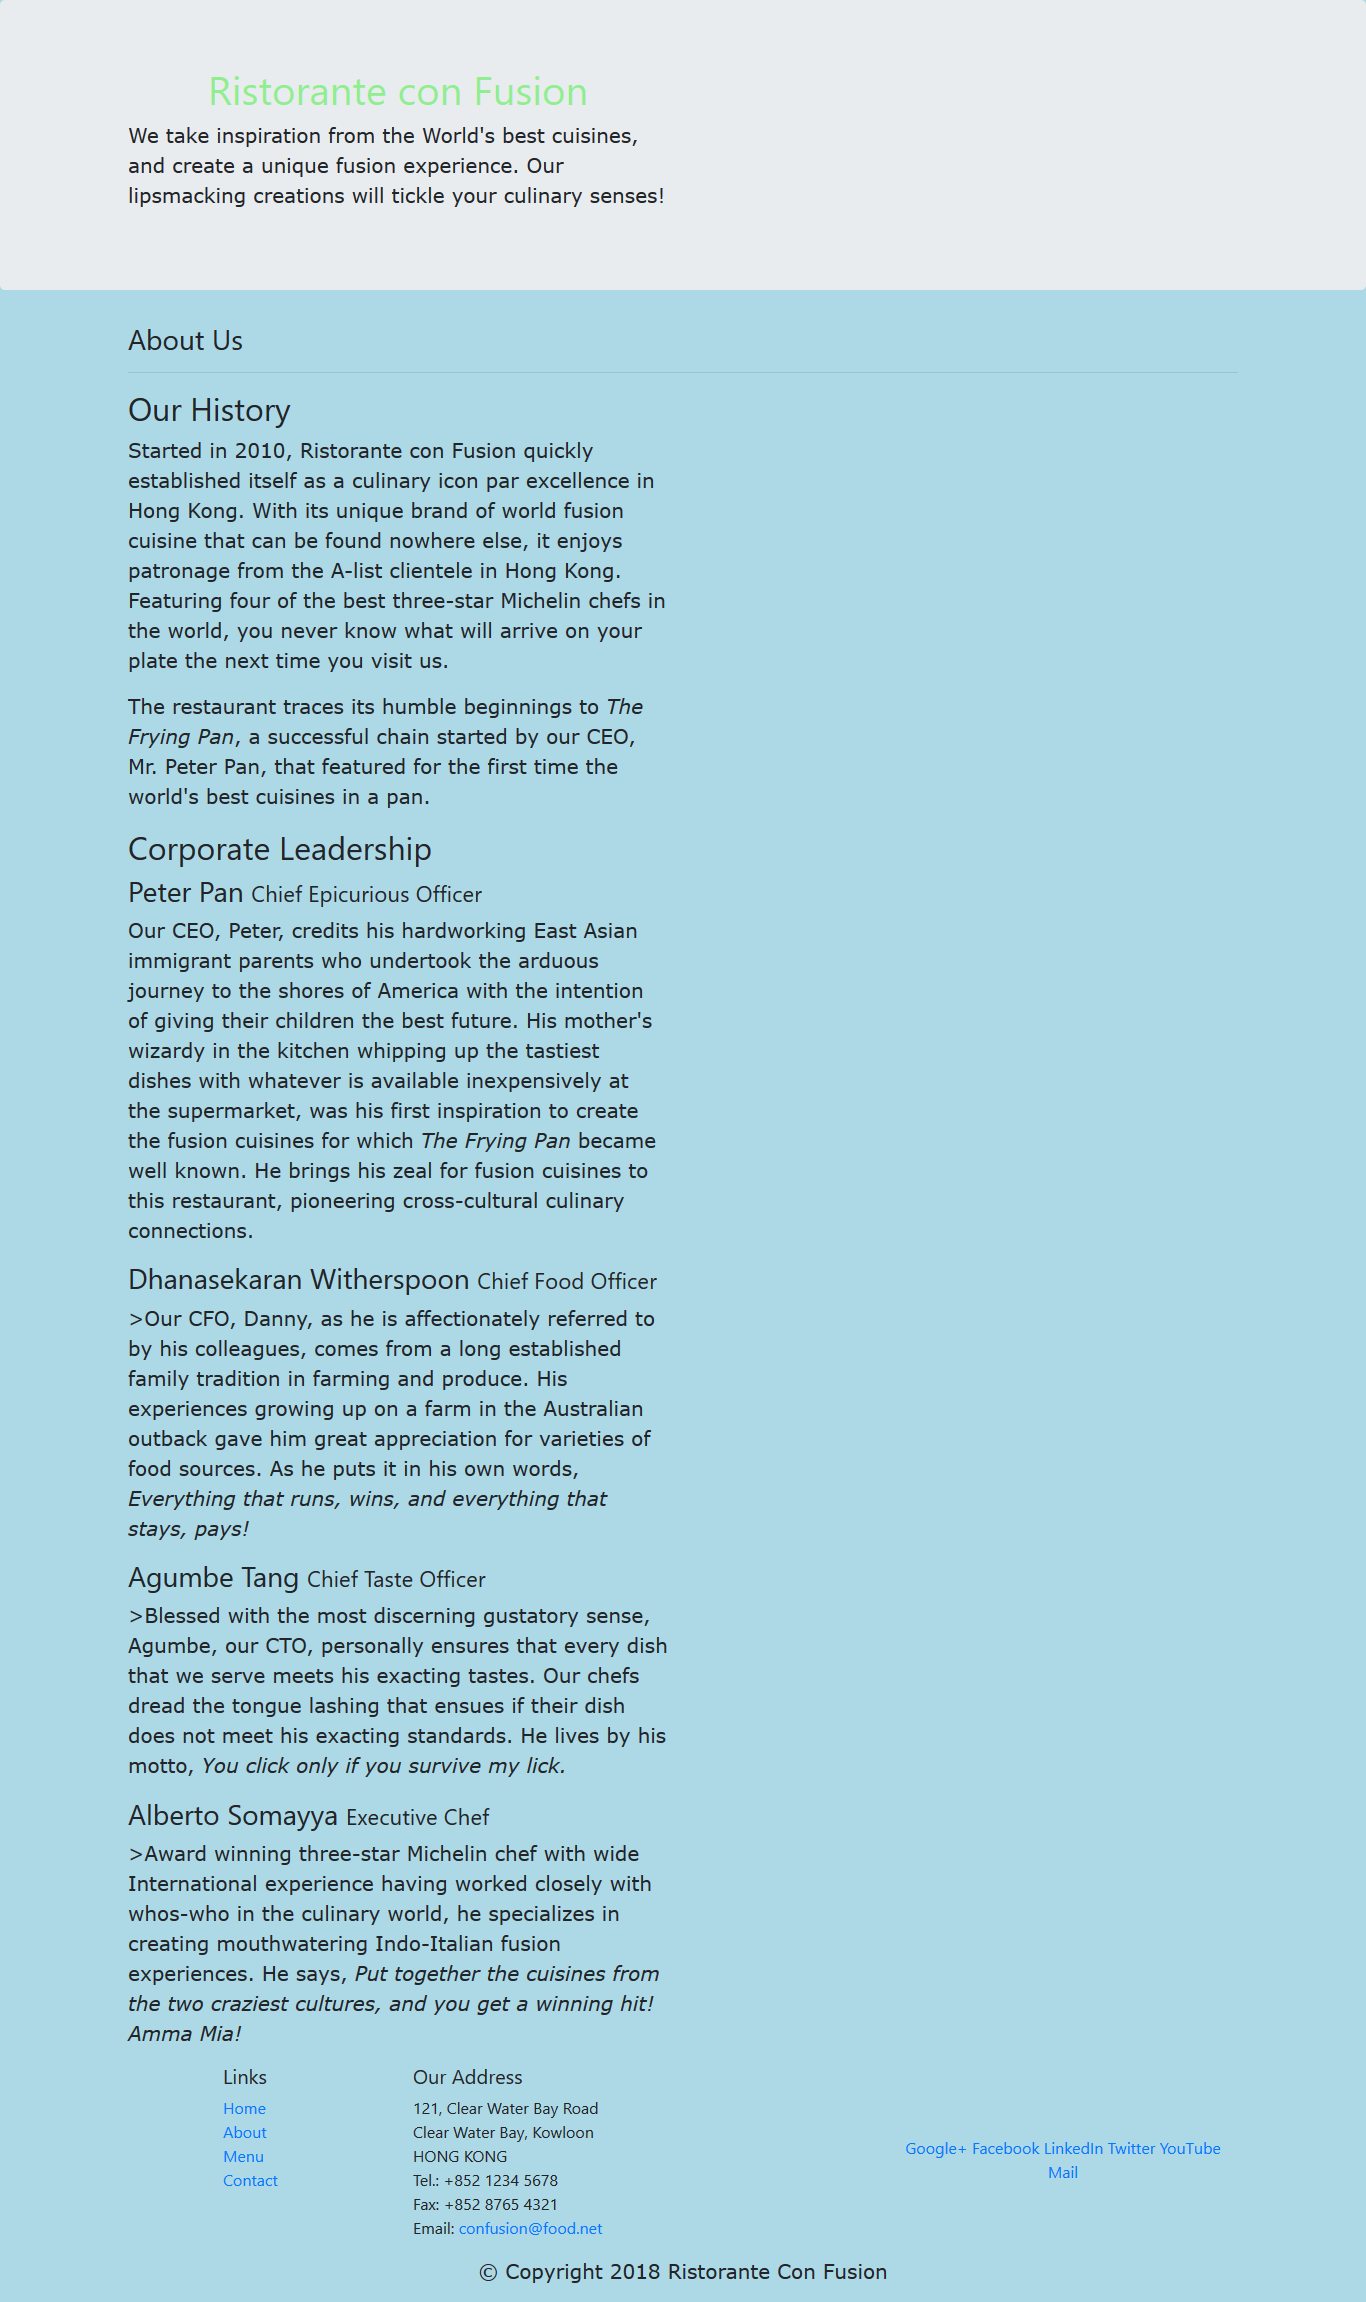 Ristorante con Fusion
We take inspiration from the World's best cuisines,
and create a unique fusion experience. Our
lipsmacking creations will tickle your culinary senses!
About Us
Our History
Started in 2010, Ristorante con Fusion quickly
established itself as a culinary icon par excellence in
Hong Kong. With its unique brand of world fusion
cuisine that can be found nowhere else, it enjoys
patronage from the A-list clientele in Hong Kong.
Featuring four of the best three-star Michelin chefs in
the world, you never know what will arrive on your
plate the next time you visit us.
The restaurant traces its humble beginnings to The
Frying Pan, a successful chain started by our CEO,
Mr. Peter Pan, that featured for the first time the
world's best cuisines in a pan.
Corporate Leadership
Peter Pan Chief Epicurious Officer
Our CEO, Peter, credits his hardworking East Asian
immigrant parents who undertook the arduous
journey to the shores of America with the intention
of giving their children the best future. His mother's
wizardy in the kitchen whipping up the tastiest
dishes with whatever is available inexpensively at
the supermarket, was his first inspiration to create
the fusion cuisines for which The Frying Pan became
well known. He brings his zeal for fusion cuisines to
this restaurant, pioneering cross-cultural culinary
connections.
Dhanasekaran Witherspoon Chief Food Officer
>Our CFO, Danny, as he is affectionately referred to
by his colleagues, comes from a long established
family tradition in farming and produce. His
experiences growing up on a farm in the Australian
outback gave him great appreciation for varieties of
food sources. As he puts it in his own words,
Everything that runs, wins, and everything that
stays, pays!
Agumbe Tang Chief Taste Officer
>Blessed with the most discerning gustatory sense,
Agumbe, our CTO, personally ensures that every dish
that we serve meets his exacting tastes. Our chefs
dread the tongue lashing that ensues if their dish
does not meet his exacting standards. He lives by his
motto, You click only if you survive my lick.
Alberto Somayya Executive Chef
>Award winning three-star Michelin chef with wide
International experience having worked closely with
whos-who in the culinary world, he specializes in
creating mouthwatering Indo-Italian fusion
experiences. He says, Put together the cuisines from
the two craziest cultures, and you get a winning hit!
Amma Mia!
Links
Home
About
Menu
Contact
Our Address
121, Clear Water Bay Road
Clear Water Bay, Kowloon
HONG KONG
Tel.: +852 1234 5678
Fax: +852 8765 4321
Email: confusion@food.net
Google+ Facebook LinkedIn Twitter YouTube
Mail
© Copyright 2018 Ristorante Con Fusion